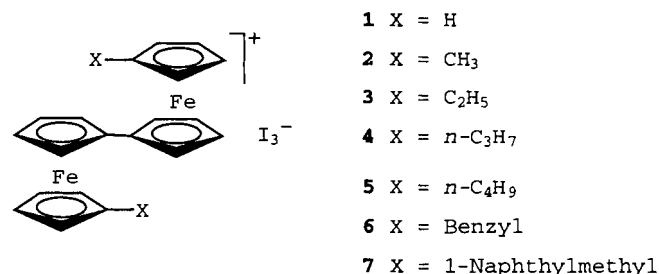 X
+
Fe
I₃⁻
Fe
X
1 X = H
2 X = CH₃
3 X = C₂H₅
4 X = n-C₃H₇
5 X = n-C₄H₉
6 X = Benzyl
7 X = 1-Naphthylmethyl